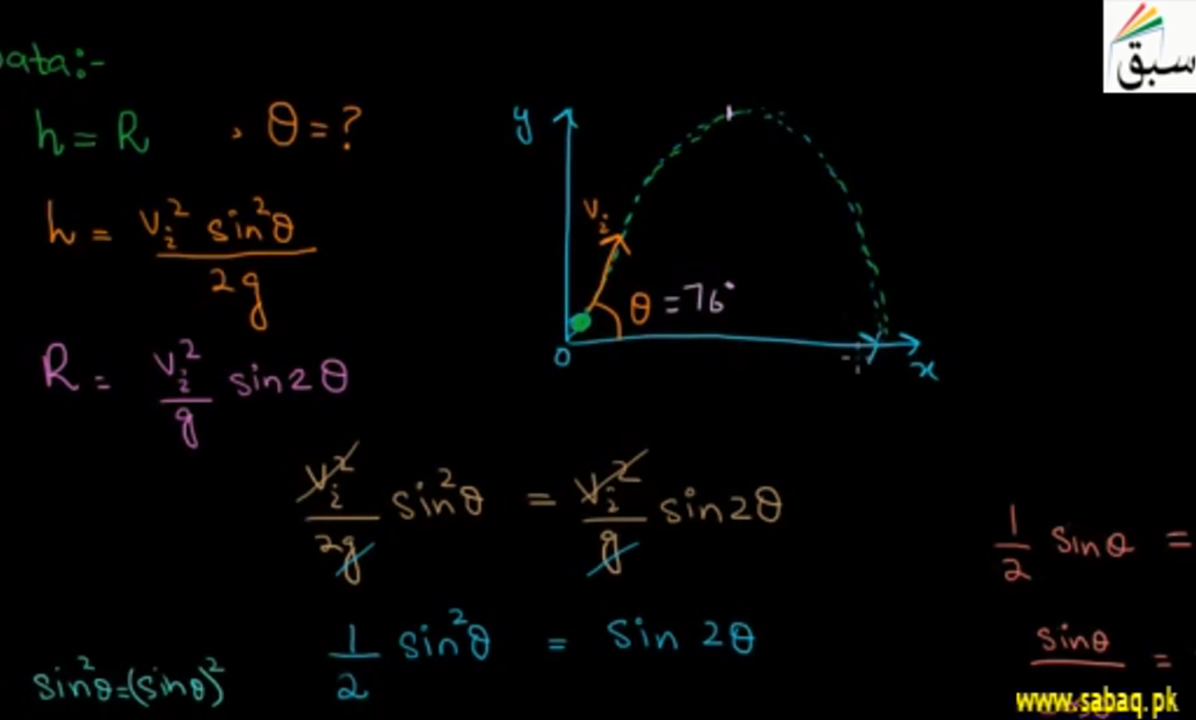 Data:-
h = R , θ = ?
h = vᵢ² sin²θ / 2g
R = vᵢ²/g sin2θ
y
vᵢ
θ = 76°
0
x
vᵢ²/2g sin²θ = vᵢ²/g sin2θ
1/2 sin²θ = sin 2θ
sin²θ=(sinθ)²
1/2 sinθ =
sinθ =
سبق
www.sabaq.pk